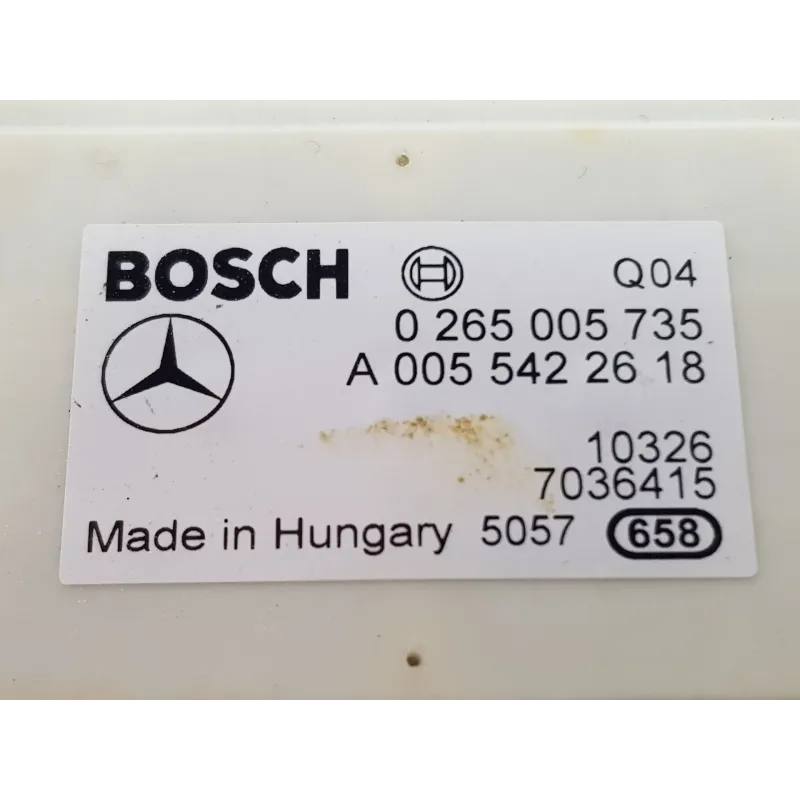 BOSCH Q04
0 265 005 735
A 005 542 26 18
10326
7036415
Made in Hungary 5057 658